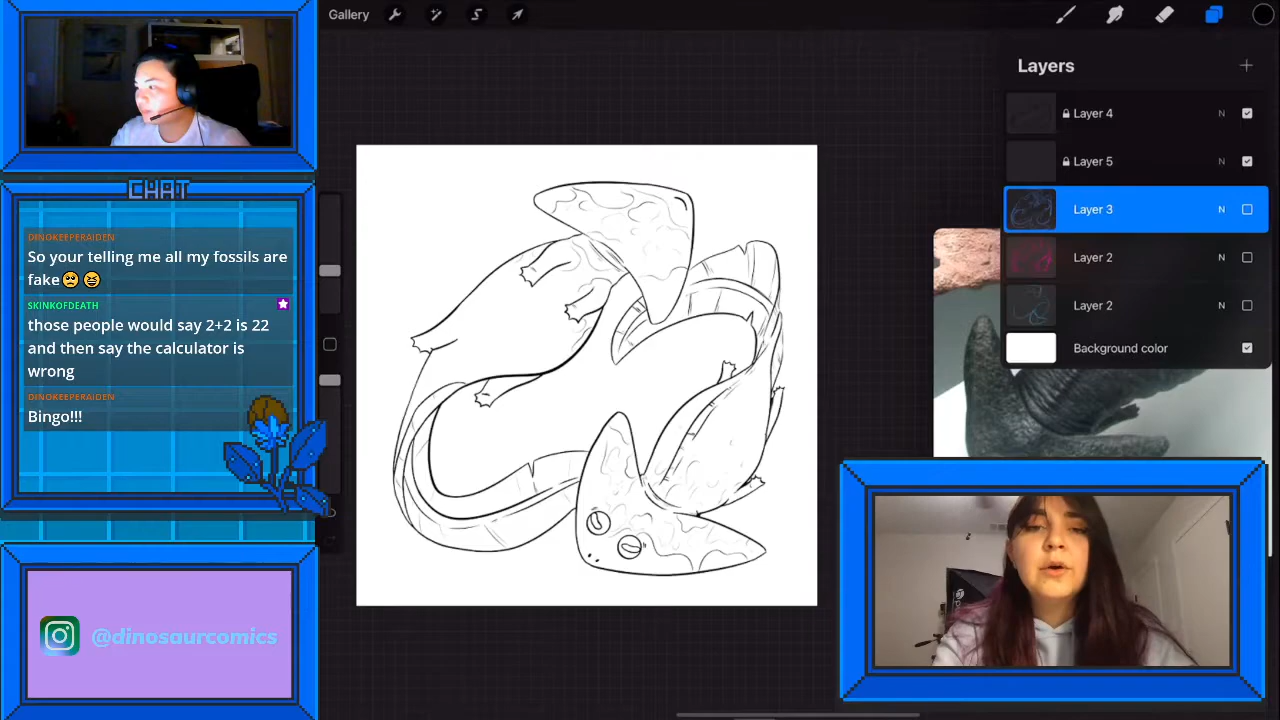 Gallery
Layers
Layer 4
N
Layer 5
N
Layer 3
N
Layer 2
N
Layer 2
N
Background color
CHAT
DINOKEEPERAIDEN
So your telling me all my fossils are
fake🥺 😆
SKINKOFDEATH
those people would say 2+2 is 22
and then say the calculator is
wrong
DINOKEEPERAIDEN
Bingo!!!
@dinosaurcomics